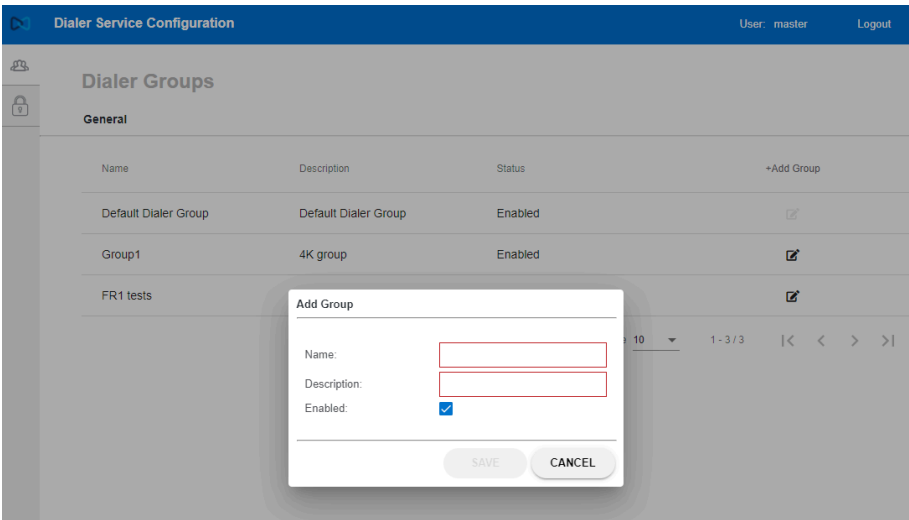 Dialer Service Configuration User: master Logout
Dialer Groups
General
Name Description Status +Add Group
Default Dialer Group Default Dialer Group Enabled
Group1 4K group Enabled
FR1 tests
10 1 - 3 / 3
Add Group
Name:
Description:
Enabled:
SAVE CANCEL